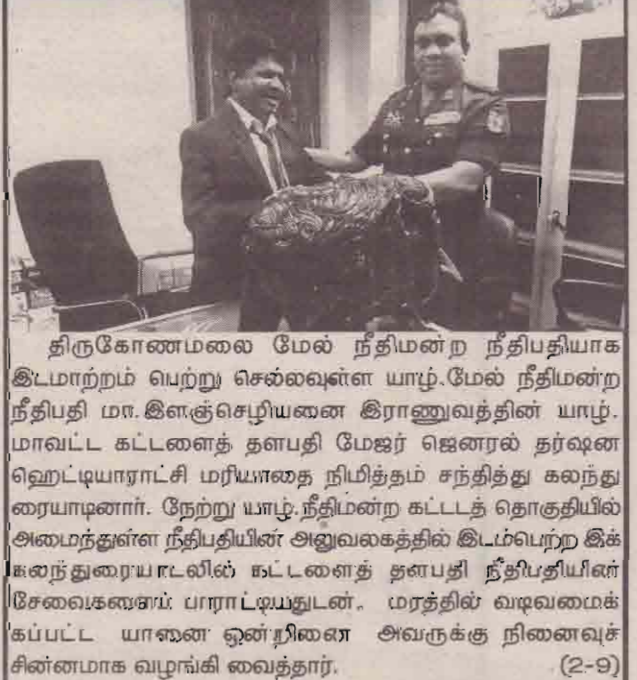 திருகோணமலை மேல் நீதிமன்ற நீதிபதியாக
இடமாற்றம் பெற்று செல்லவுள்ள யாழ்.மேல் நீதிமன்ற
நீதிபதி மா.இளஞ்செழியனை இராணுவத்தின் யாழ்.
மாவட்ட கட்டளைத் தளபதி மேஜர் ஜெனரல் தர்ஷன
ஹெட்டியாராட்சி மரியாதை நிமித்தம் சந்தித்து கலந்து
ரையாடினார். நேற்று யாழ்.நீதிமன்ற கட்டடத் தொகுதியில்
அமைந்துள்ள நீதிபதியின் அலுவலகத்தில் இடம்பெற்ற இக்
கலந்துரையாடலில் கட்டளைத் தளபதி நீதிபதியின்
சேவைகளைப் பாராட்டியதுடன், மரத்தில் வடிவமைக்
கப்பட்ட யானை ஒன்றினை அவருக்கு நினைவுச்
சின்னமாக வழங்கி வைத்தார். (2-9)